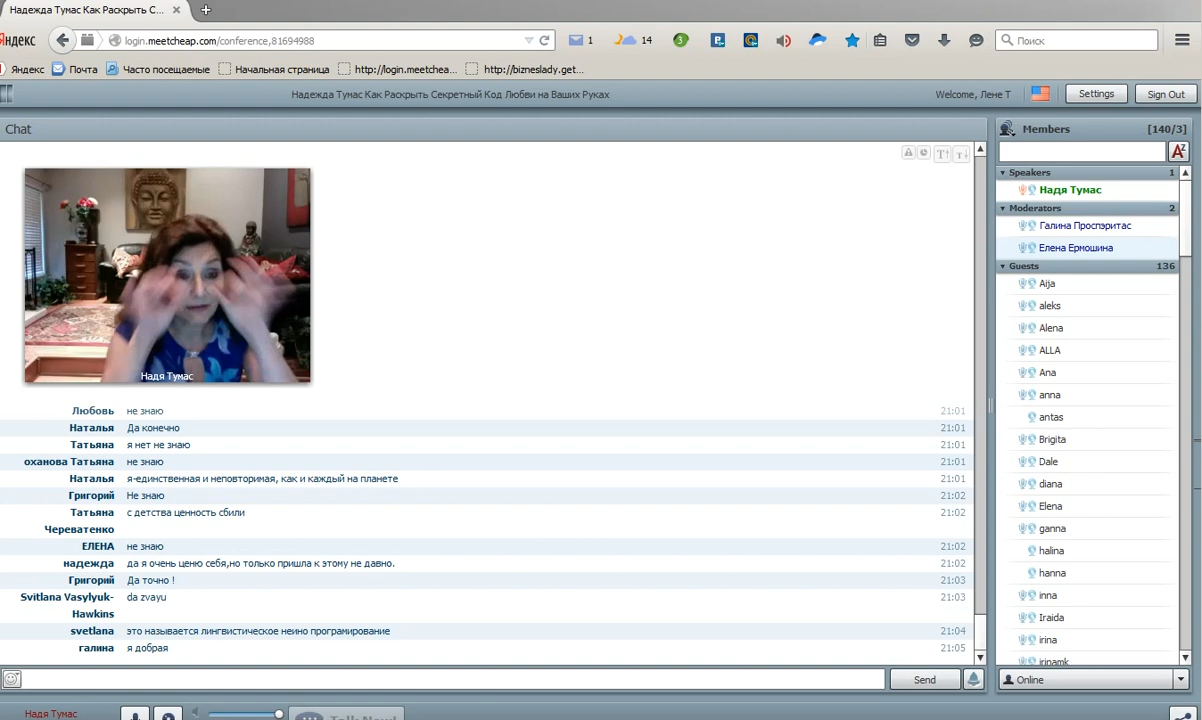 Надежда Тумас Как Раскрыть С...
Яндекс
login.meetcheap.com/conference,81694988
1
14
3
Поиск
Яндекс Почта Часто посещаемые Начальная страница http://login.meetchea... http://bizneslady.get...
Надежда Тумас Как Раскрыть Секретный Код Любви на Ваших Руках
Welcome, Лене Т
Settings
Sign Out
Chat
Надя Тумас
Любовь не знаю 21:01
Наталья Да конечно 21:01
Татьяна я нет не знаю 21:01
оханова Татьяна не знаю 21:01
Наталья я-единственная и неповторимая, как и каждый на планете 21:01
Григорий Не знаю 21:02
Татьяна с детства ценность сбили 21:02
Череватенко
ЕЛЕНА не знаю 21:02
надежда да я очень ценю себя,но только пришла к этому не давно. 21:02
Григорий Да точно ! 21:03
Svitlana Vasylyuk- da zvayu 21:03
Hawkins
svetlana это называется лингвистическое неино програмирование 21:04
галина я добрая 21:05
Send
Надя Тумас
Talk Now!
Members [140/3]
Speakers 1
Надя Тумас
Moderators 2
Галина Проспэритас
Елена Ермошина
Guests 136
Aija
aleks
Alena
ALLA
Ana
anna
antas
Brigita
Dale
diana
Elena
ganna
halina
hanna
inna
Iraida
irina
irinamk
Online